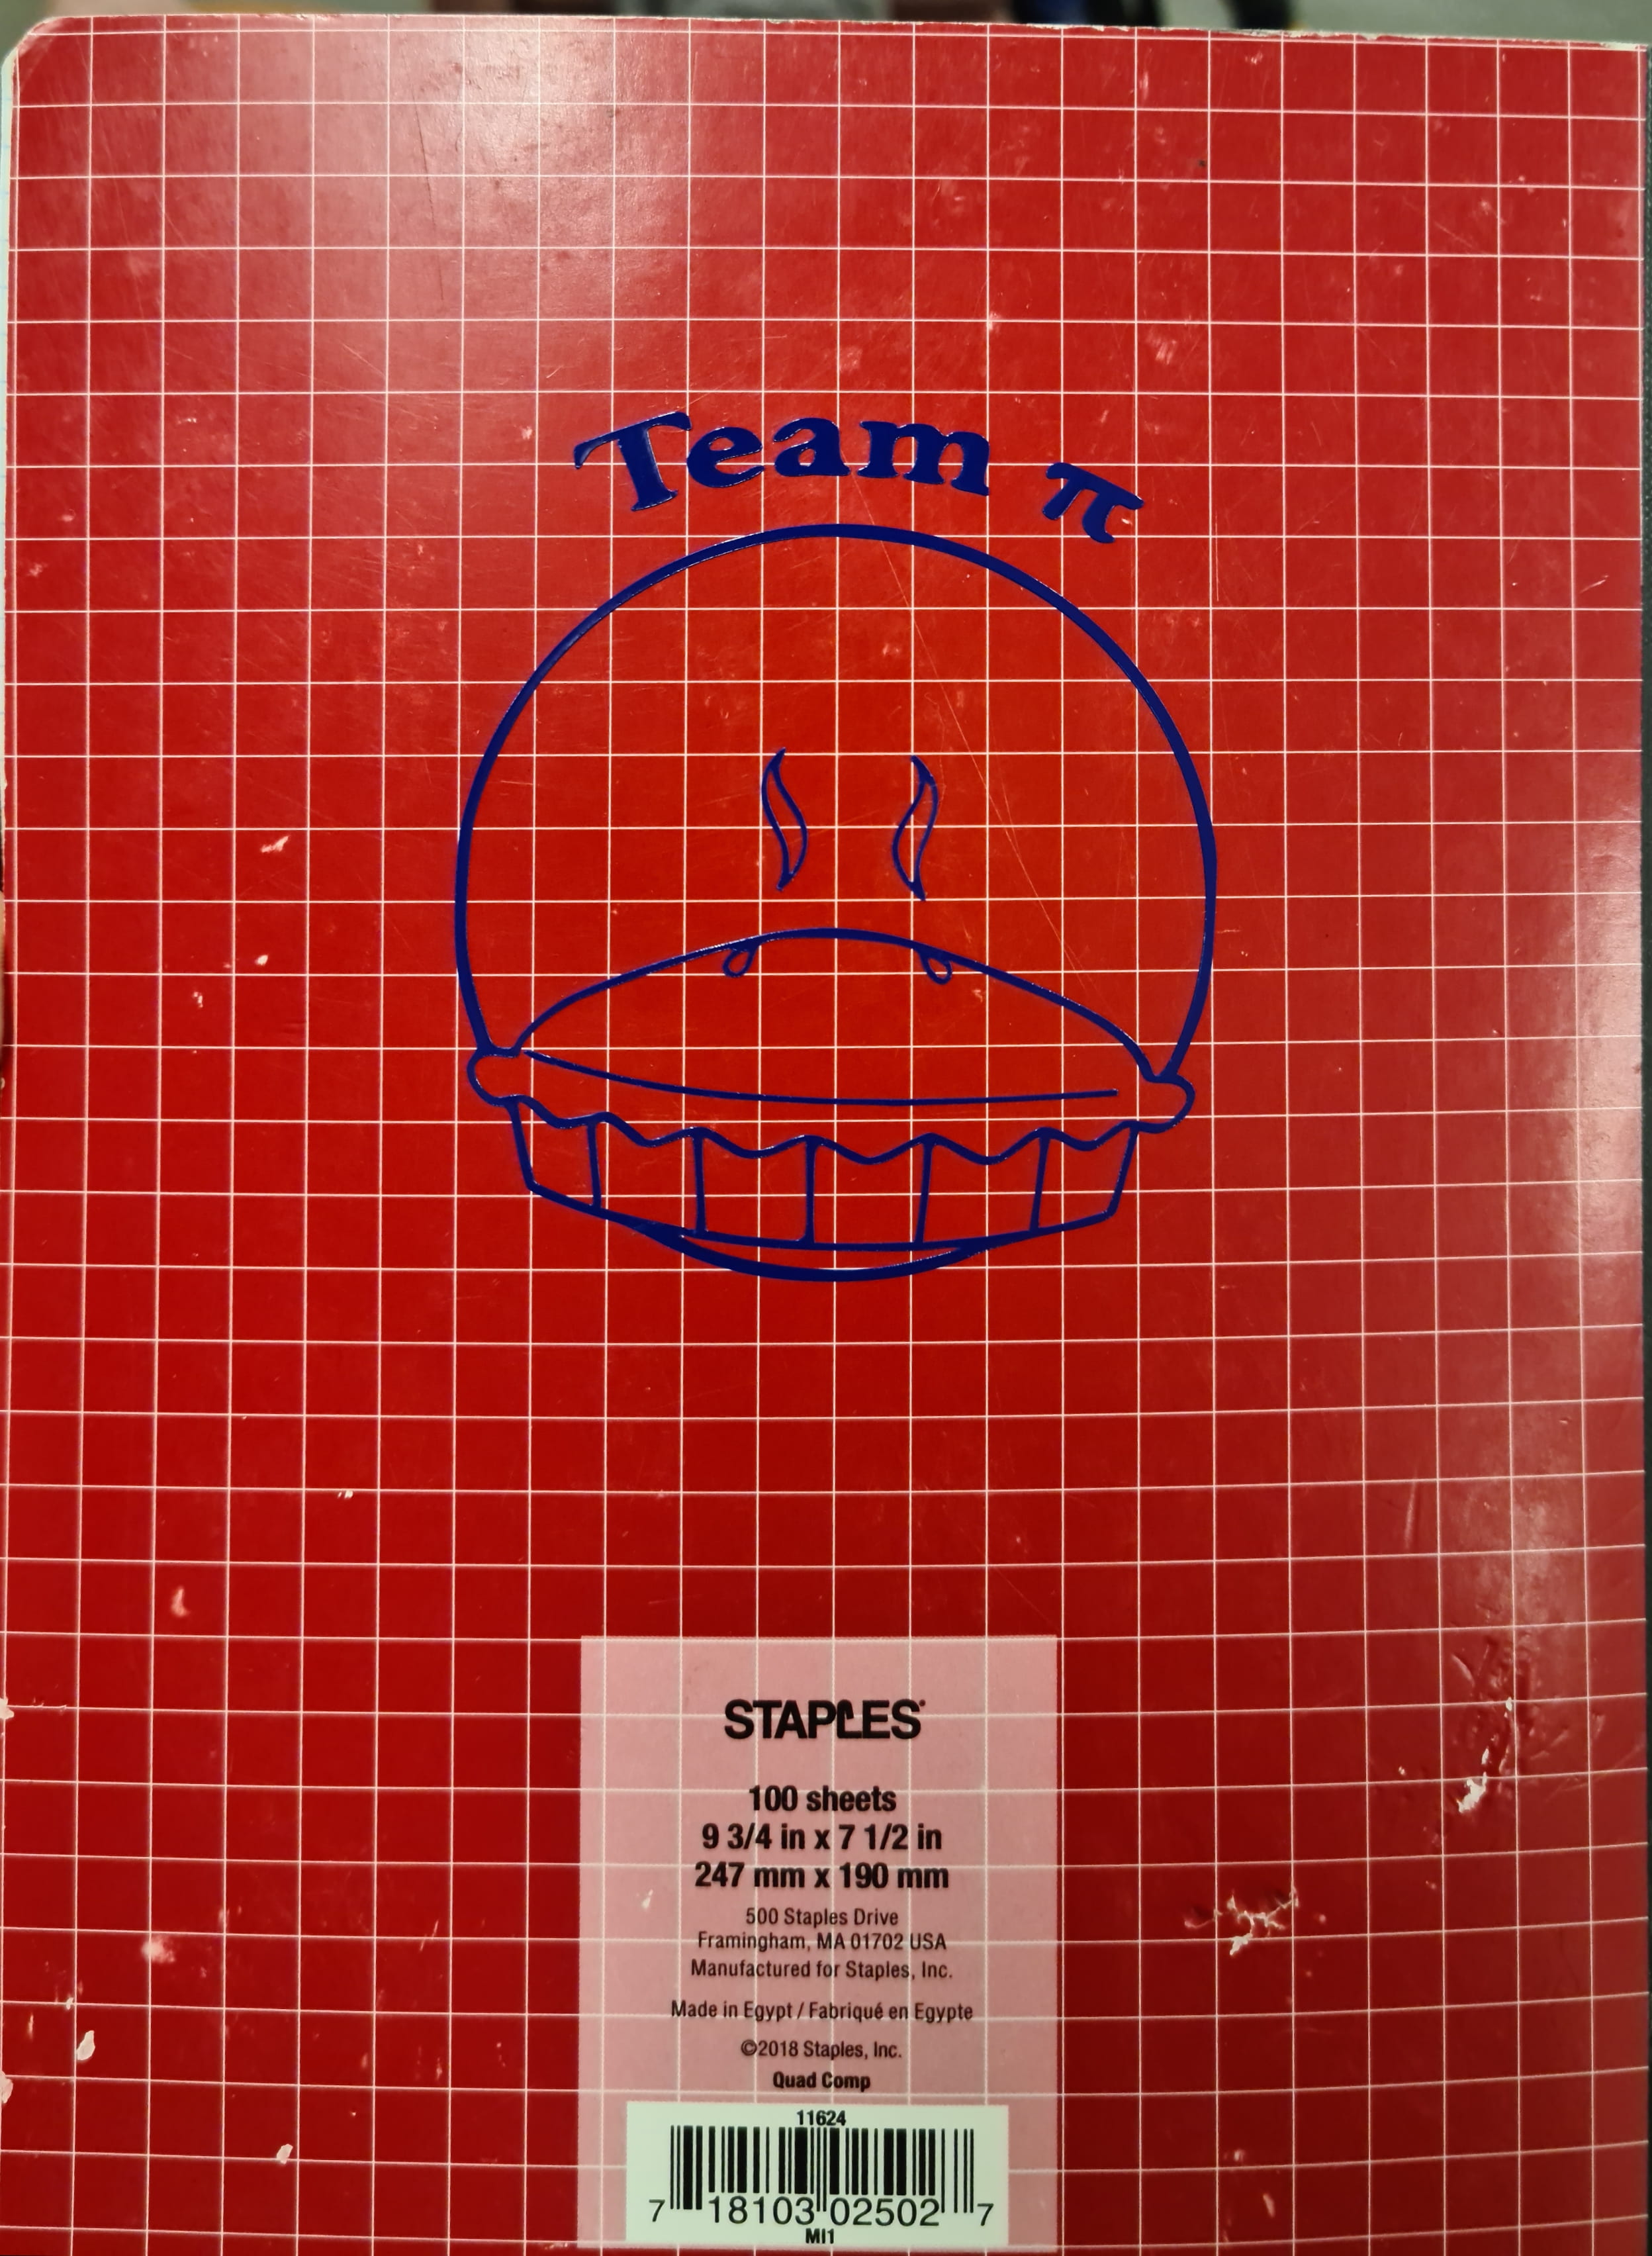 Team π
STAPLES
100 sheets
9 3/4 in x 7 1/2 in
247 mm x 190 mm
500 Staples Drive
Framingham, MA 01702 USA
Manufactured for Staples, Inc.
Made in Egypt / Fabriqué en Egypte
©2018 Staples, Inc.
Quad Comp
11624
7 18103 02502 7
MI1